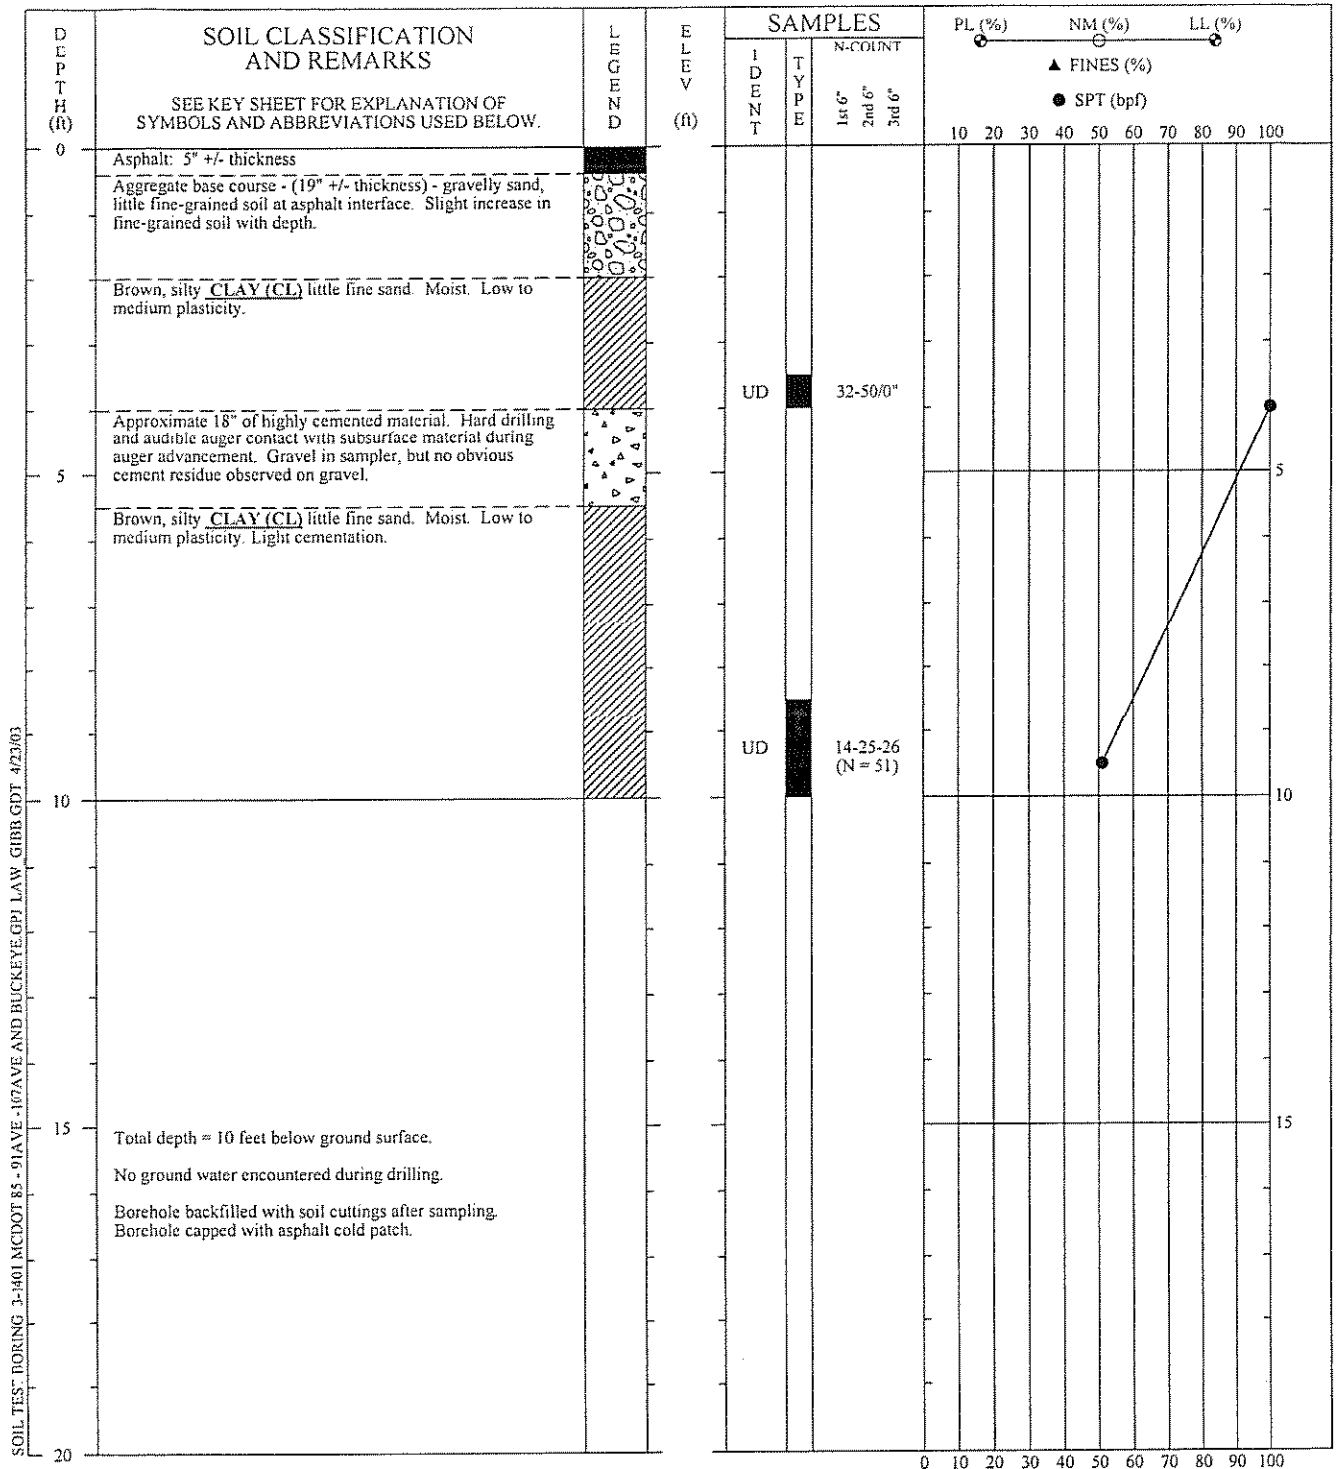 DEPTH
(ft)
SOIL CLASSIFICATION
AND REMARKS
SEE KEY SHEET FOR EXPLANATION OF
SYMBOLS AND ABBREVIATIONS USED BELOW.
LEGEND
ELEV
(ft)
SAMPLES
IDENT
TYPE
N-COUNT
1st 6"
2nd 6"
3rd 6"
PL (%) NM (%) LL (%)
▲ FINES (%)
● SPT (bpf)
10 20 30 40 50 60 70 80 90 100
0
Asphalt: 5" +/- thickness
Aggregate base course - (19" +/- thickness) - gravelly sand,
little fine-grained soil at asphalt interface. Slight increase in
fine-grained soil with depth.
Brown, silty CLAY (CL) little fine sand. Moist. Low to
medium plasticity.
UD 32-50/0"
Approximate 18" of highly cemented material. Hard drilling
and audible auger contact with subsurface material during
auger advancement. Gravel in sampler, but no obvious
cement residue observed on gravel.
5 5
Brown, silty CLAY (CL) little fine sand. Moist. Low to
medium plasticity. Light cementation.
UD 14-25-26
(N = 51)
10 10
15 15
Total depth = 10 feet below ground surface.
No ground water encountered during drilling.
Borehole backfilled with soil cuttings after sampling.
Borehole capped with asphalt cold patch.
20
0 10 20 30 40 50 60 70 80 90 100
SOIL TEST BORING 3-1401 MCDOT 85 - 91AVE -107AVE AND BUCKEYE.GPJ LAW_GIBB.GDT 4/23/03